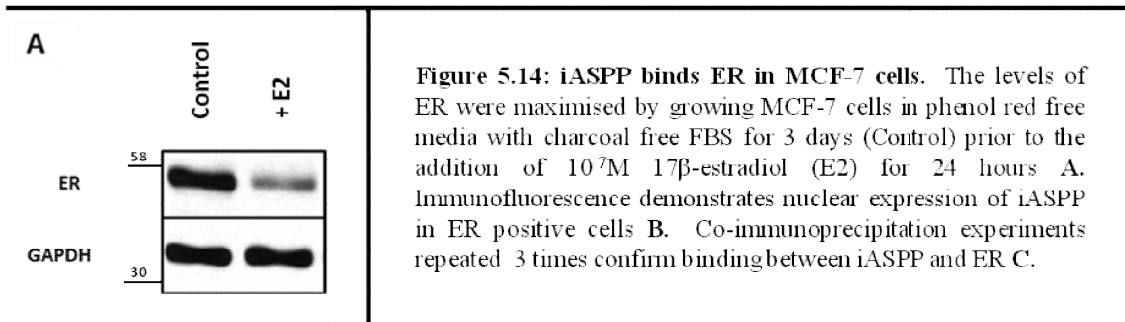 A
Control
+ E2
58
ER
GAPDH
30
Figure 5.14: iASPP binds ER in MCF-7 cells. The levels of
ER were maximised by growing MCF-7 cells in phenol red free
media with charcoal free FBS for 3 days (Control) prior to the
addition of 10⁻⁷M 17β-estradiol (E2) for 24 hours A.
Immunofluorescence demonstrates nuclear expression of iASPP
in ER positive cells B. Co-immunoprecipitation experiments
repeated 3 times confirm binding between iASPP and ER C.